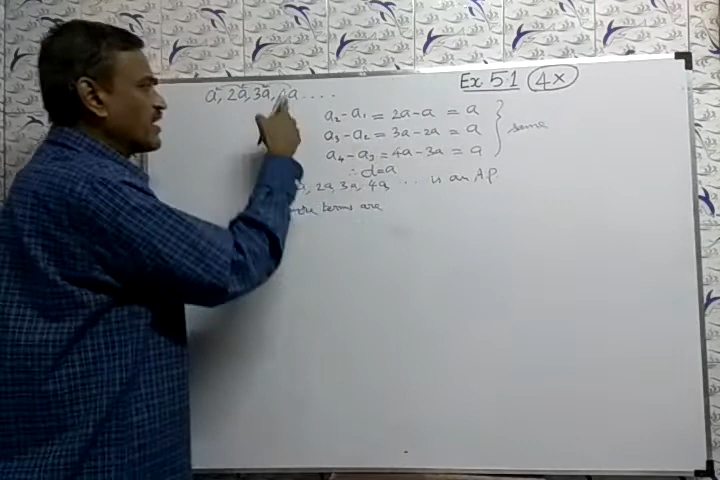 Ex 5.1 4x
a, 2a, 3a, 4a ....
a₂-a₁ = 2a-a = a
a₃-a₂ = 3a-2a = a same
a₄-a₃ = 4a-3a = a
∴ d=a
a, 2a, 3a, 4a ... is an A.P.
more terms are